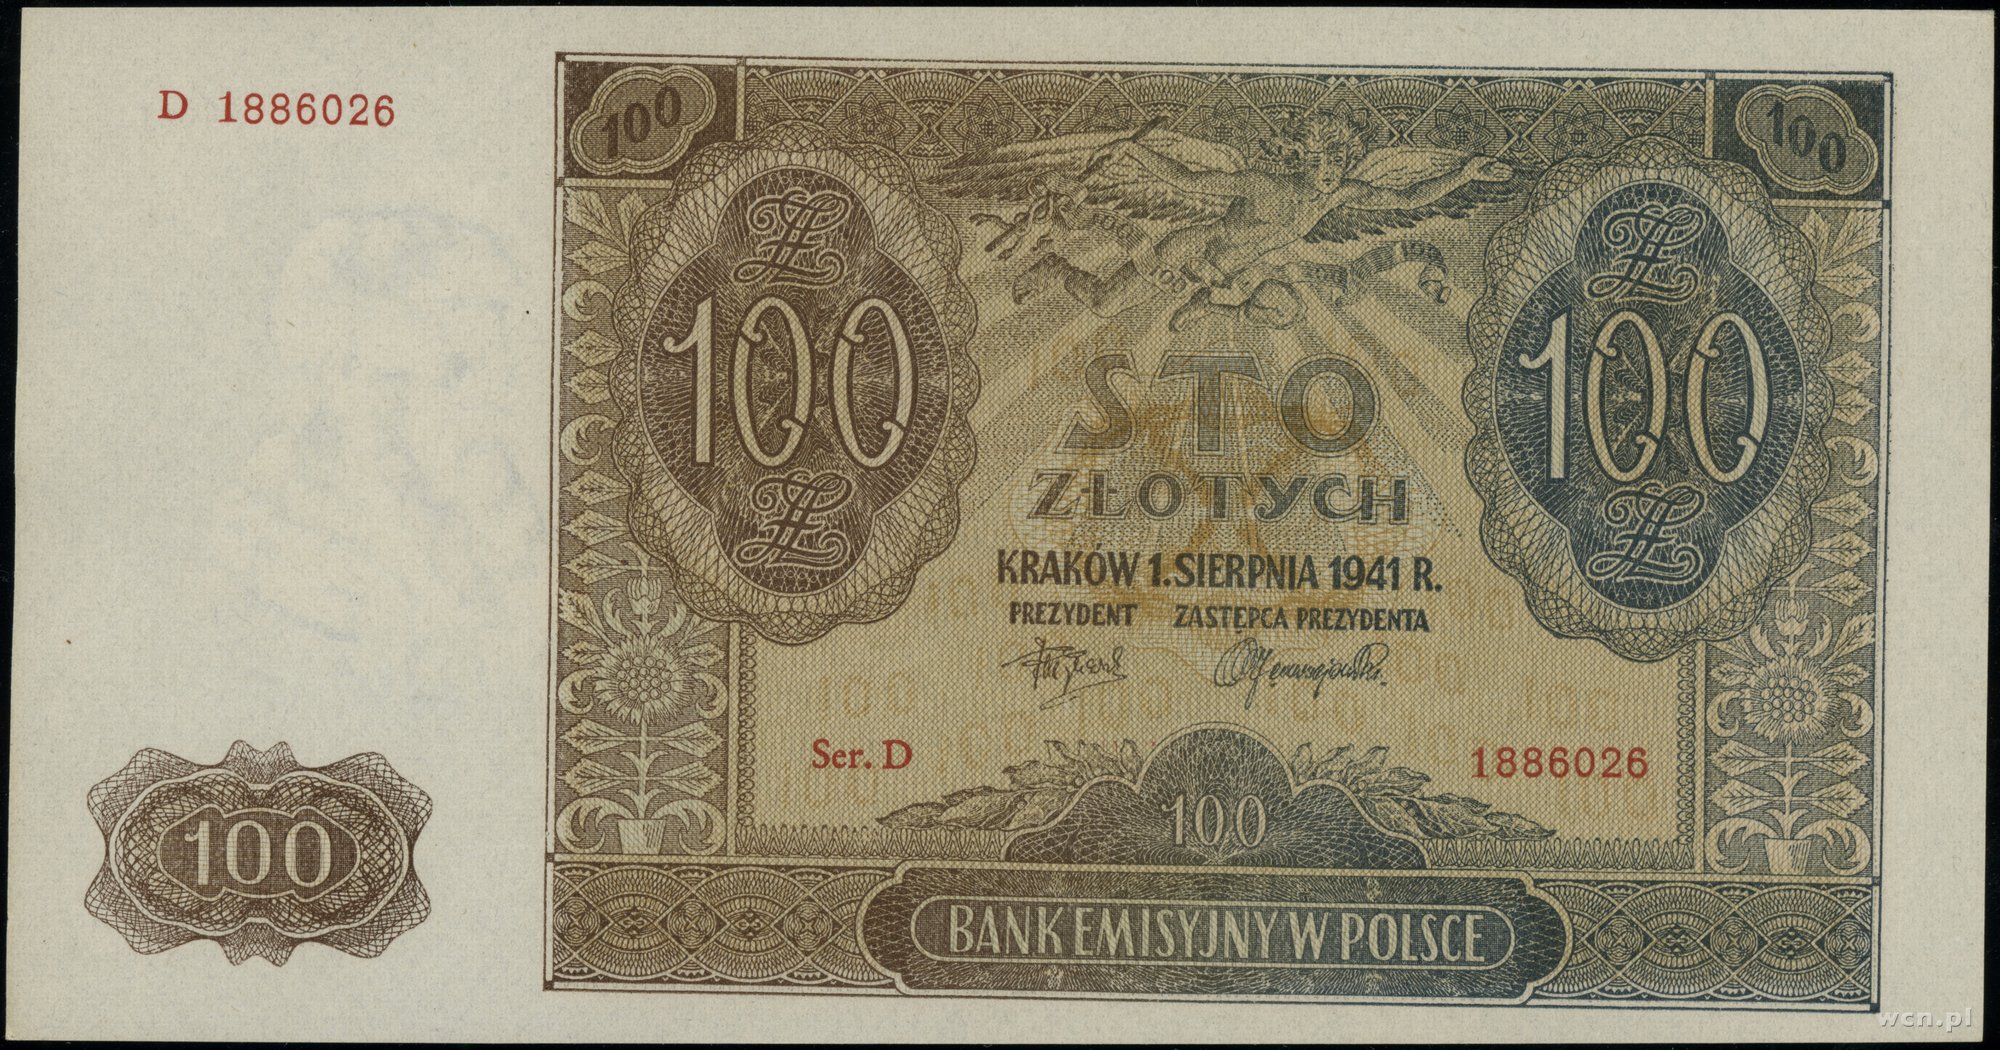 D 1886026
100
100
100
100
STO
ZŁOTYCH
KRAKÓW 1. SIERPNIA 1941 R.
PREZYDENT ZASTĘPCA PREZYDENTA
Ser. D 1886026
100
100
BANK EMISYJNY W POLSCE
wcn.pl